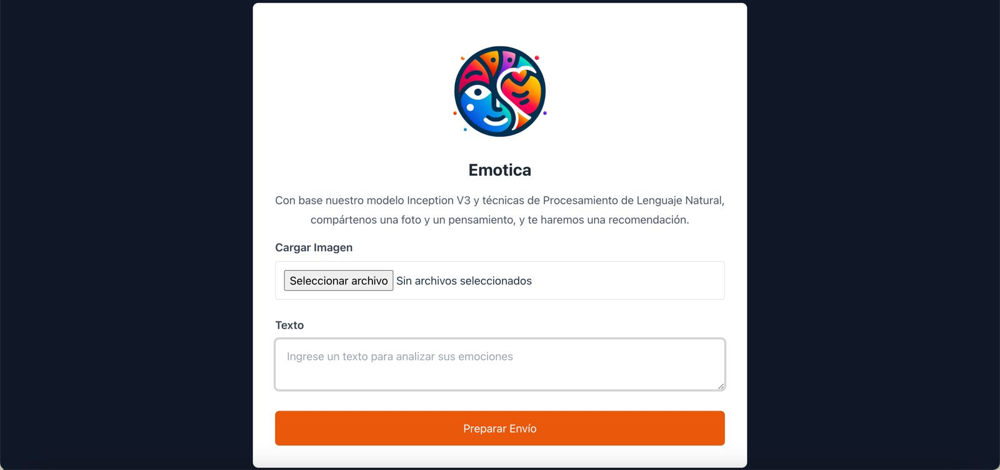 Emotica
Con base nuestro modelo Inception V3 y técnicas de Procesamiento de Lenguaje Natural,
compártenos una foto y un pensamiento, y te haremos una recomendación.
Cargar Imagen
Seleccionar archivo Sin archivos seleccionados
Texto
Ingrese un texto para analizar sus emociones
Preparar Envío